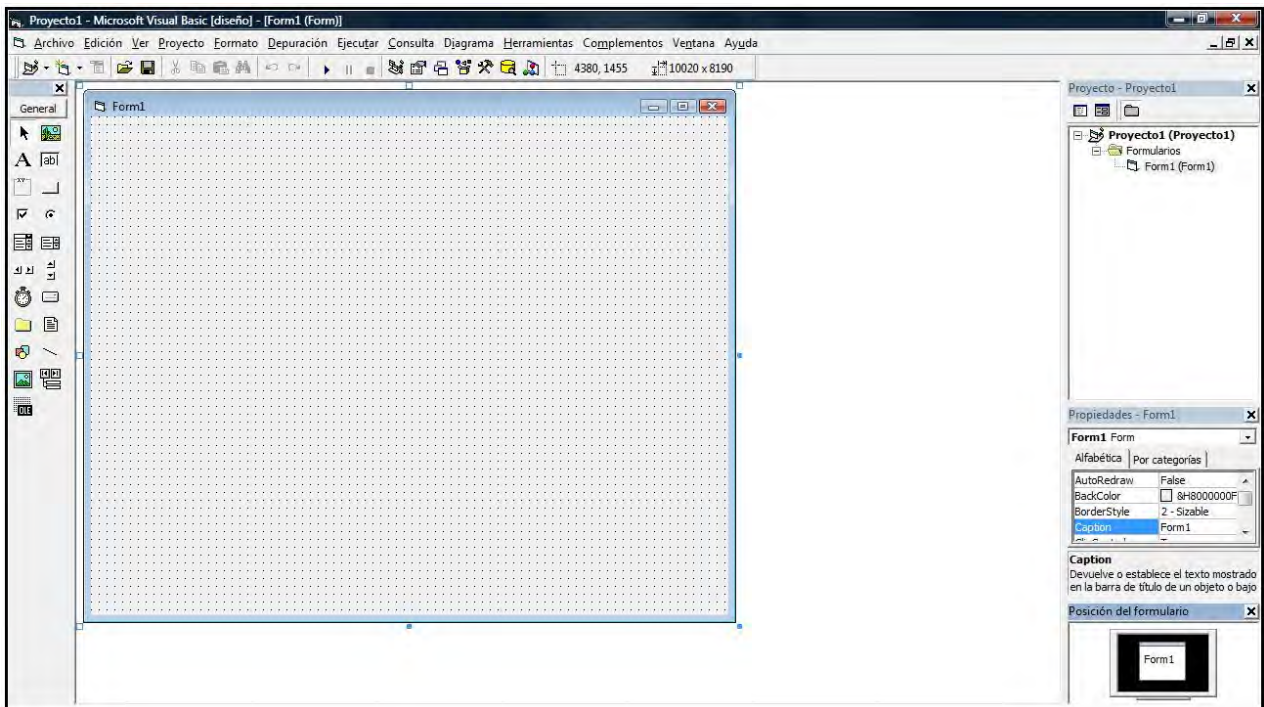 Proyecto1 - Microsoft Visual Basic [diseño] - [Form1 (Form)]
Archivo Edición Ver Proyecto Formato Depuración Ejecutar Consulta Diagrama Herramientas Complementos Ventana Ayuda
4380, 1455 10020 x 8190
General
A abl
XY
OLE
Form1
Proyecto - Proyecto1
Proyecto1 (Proyecto1)
Formularios
Form1 (Form1)
Propiedades - Form1
Form1 Form
Alfabética Por categorías
AutoRedraw False
BackColor &H8000000F
BorderStyle 2 - Sizable
Caption Form1
Caption
Devuelve o establece el texto mostrado
en la barra de título de un objeto o bajo
Posición del formulario
Form1